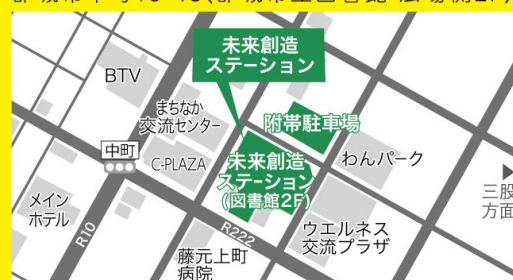 未来創造
ステーション
BTV
まちなか
交流センター
附帯駐車場
中町
C-PLAZA
未来創造
ステーション
(図書館2F)
わんパーク
三股
方面
メイン
ホテル
R10
R222
ウエルネス
交流プラザ
藤元上町
病院